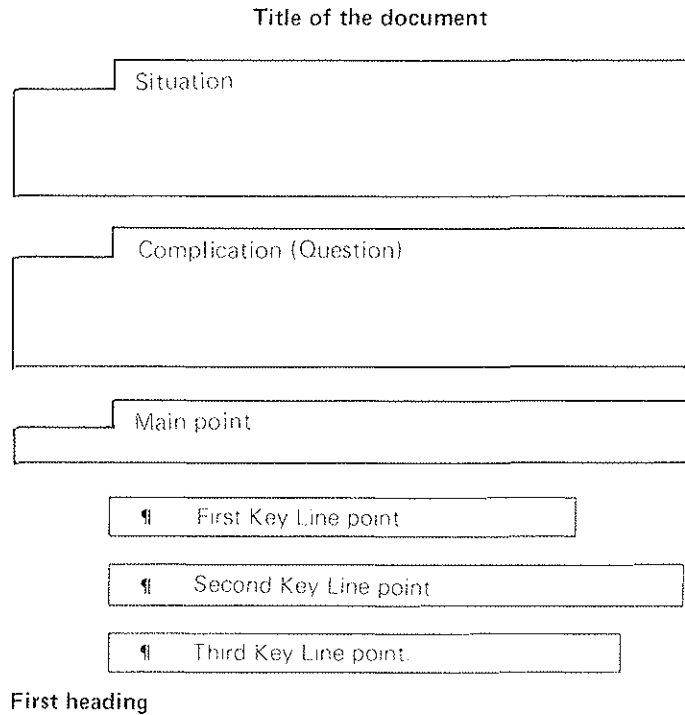 Title of the document
Situation
Complication (Question)
Main point
¶ First Key Line point
¶ Second Key Line point
¶ Third Key Line point.
First heading